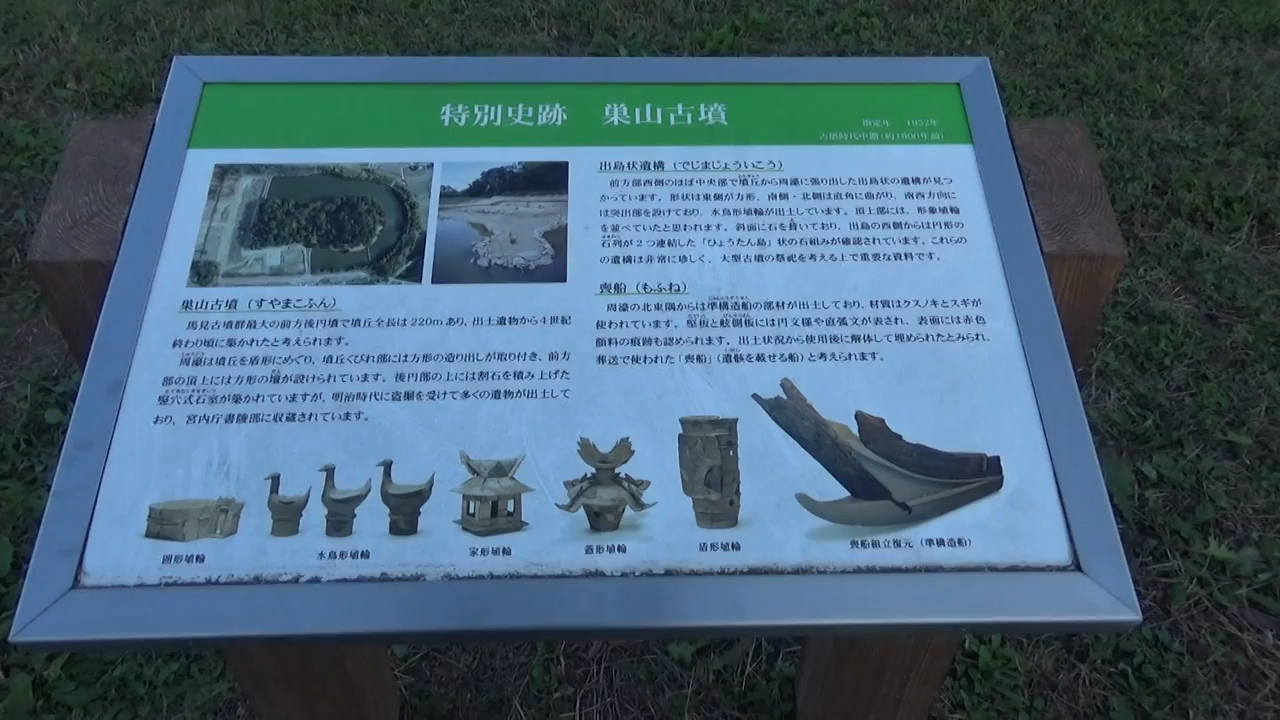 特別史跡 巣山古墳
指定年 1952年
古墳時代中期(約1600年前)
巣山古墳(すやまこふん)
馬見古墳群最大の前方後円墳で墳丘全長は220mあり、出土遺物から4世紀
終わり頃に築かれたと考えられます。
周濠は墳丘を盾形にめぐり、墳丘くびれ部には方形の造り出しが取り付き、前方
部の頂上には方形の壇が設けられています。後円部の上には割石を積み上げた
竪穴式石室が築かれていますが、明治時代に盗掘を受けて多くの遺物が出土して
おり、宮内庁書陵部に収蔵されています。
出島状遺構(でじまじょういこう)
前方部西側のほぼ中央部で墳丘から周濠に張り出した出島状の遺構が見つ
かっています。形状は東側が方形、南側・北側は直角に曲がり、南西方向に
は突出部を設けており、水鳥形埴輪が出土しています。頂上部には、形象埴輪
を並べていたと思われます。斜面に石を葺いており、出島の西側からは円形の
石列が2つ連結した「ひょうたん島」状の石組みが確認されています。これら
の遺構は非常に珍しく、大型古墳の祭祀を考える上で重要な資料です。
喪船(もふね)
周濠の北東隅からは準構造船の部材が出土しており、材質はクスノキとスギが
使われています。竪板と舷側板には円文様や直弧文が表され、表面には赤色
顔料の痕跡も認められます。出土状況から使用後に解体して埋められたとみられ、
葬送で使われた「喪船」(遺骸を載せる船)と考えられます。
囲形埴輪
水鳥形埴輪
家形埴輪
蓋形埴輪
盾形埴輪
喪船組立復元(準構造船)